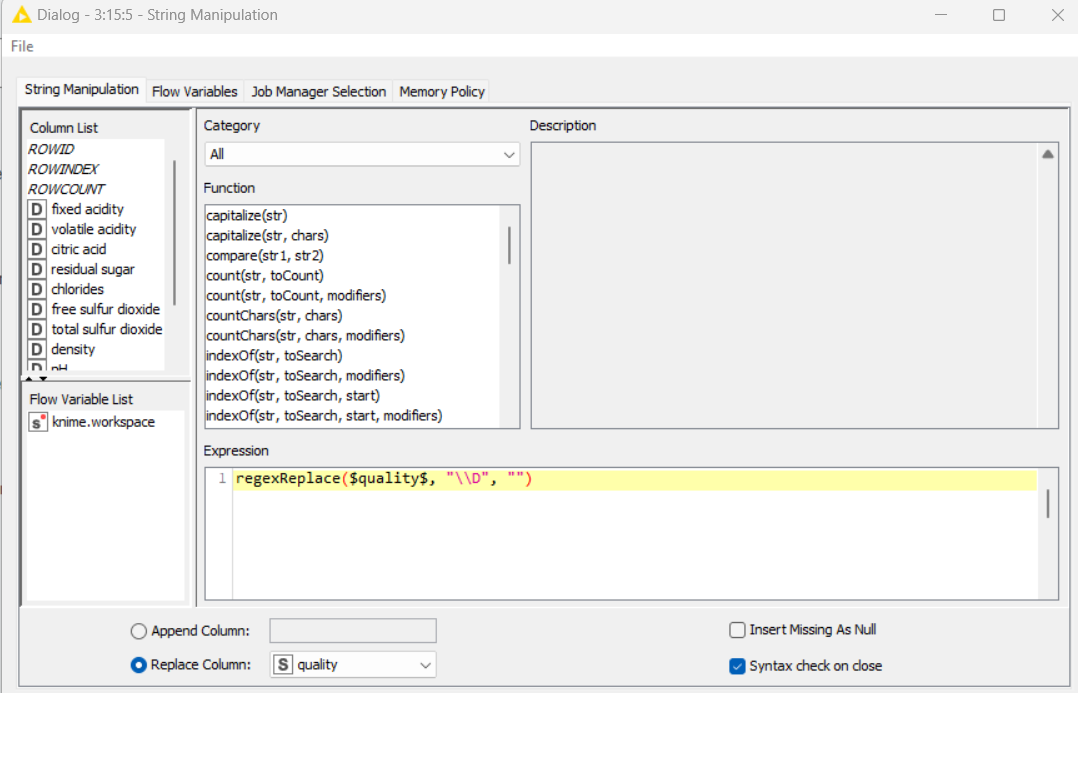 Dialog - 3:15:5 - String Manipulation
File
String Manipulation Flow Variables Job Manager Selection Memory Policy
Column List
ROWID
ROWINDEX
ROWCOUNT
D fixed acidity
D volatile acidity
D citric acid
D residual sugar
D chlorides
D free sulfur dioxide
D total sulfur dioxide
D density
D pH
Flow Variable List
s knime.workspace
Category
All
Function
capitalize(str)
capitalize(str, chars)
compare(str1, str2)
count(str, toCount)
count(str, toCount, modifiers)
countChars(str, chars)
countChars(str, chars, modifiers)
indexOf(str, toSearch)
indexOf(str, toSearch, modifiers)
indexOf(str, toSearch, start)
indexOf(str, toSearch, start, modifiers)
Description
Expression
1 regexReplace($quality$, "\\D", "")
Append Column:
Replace Column: S quality
Insert Missing As Null
Syntax check on close